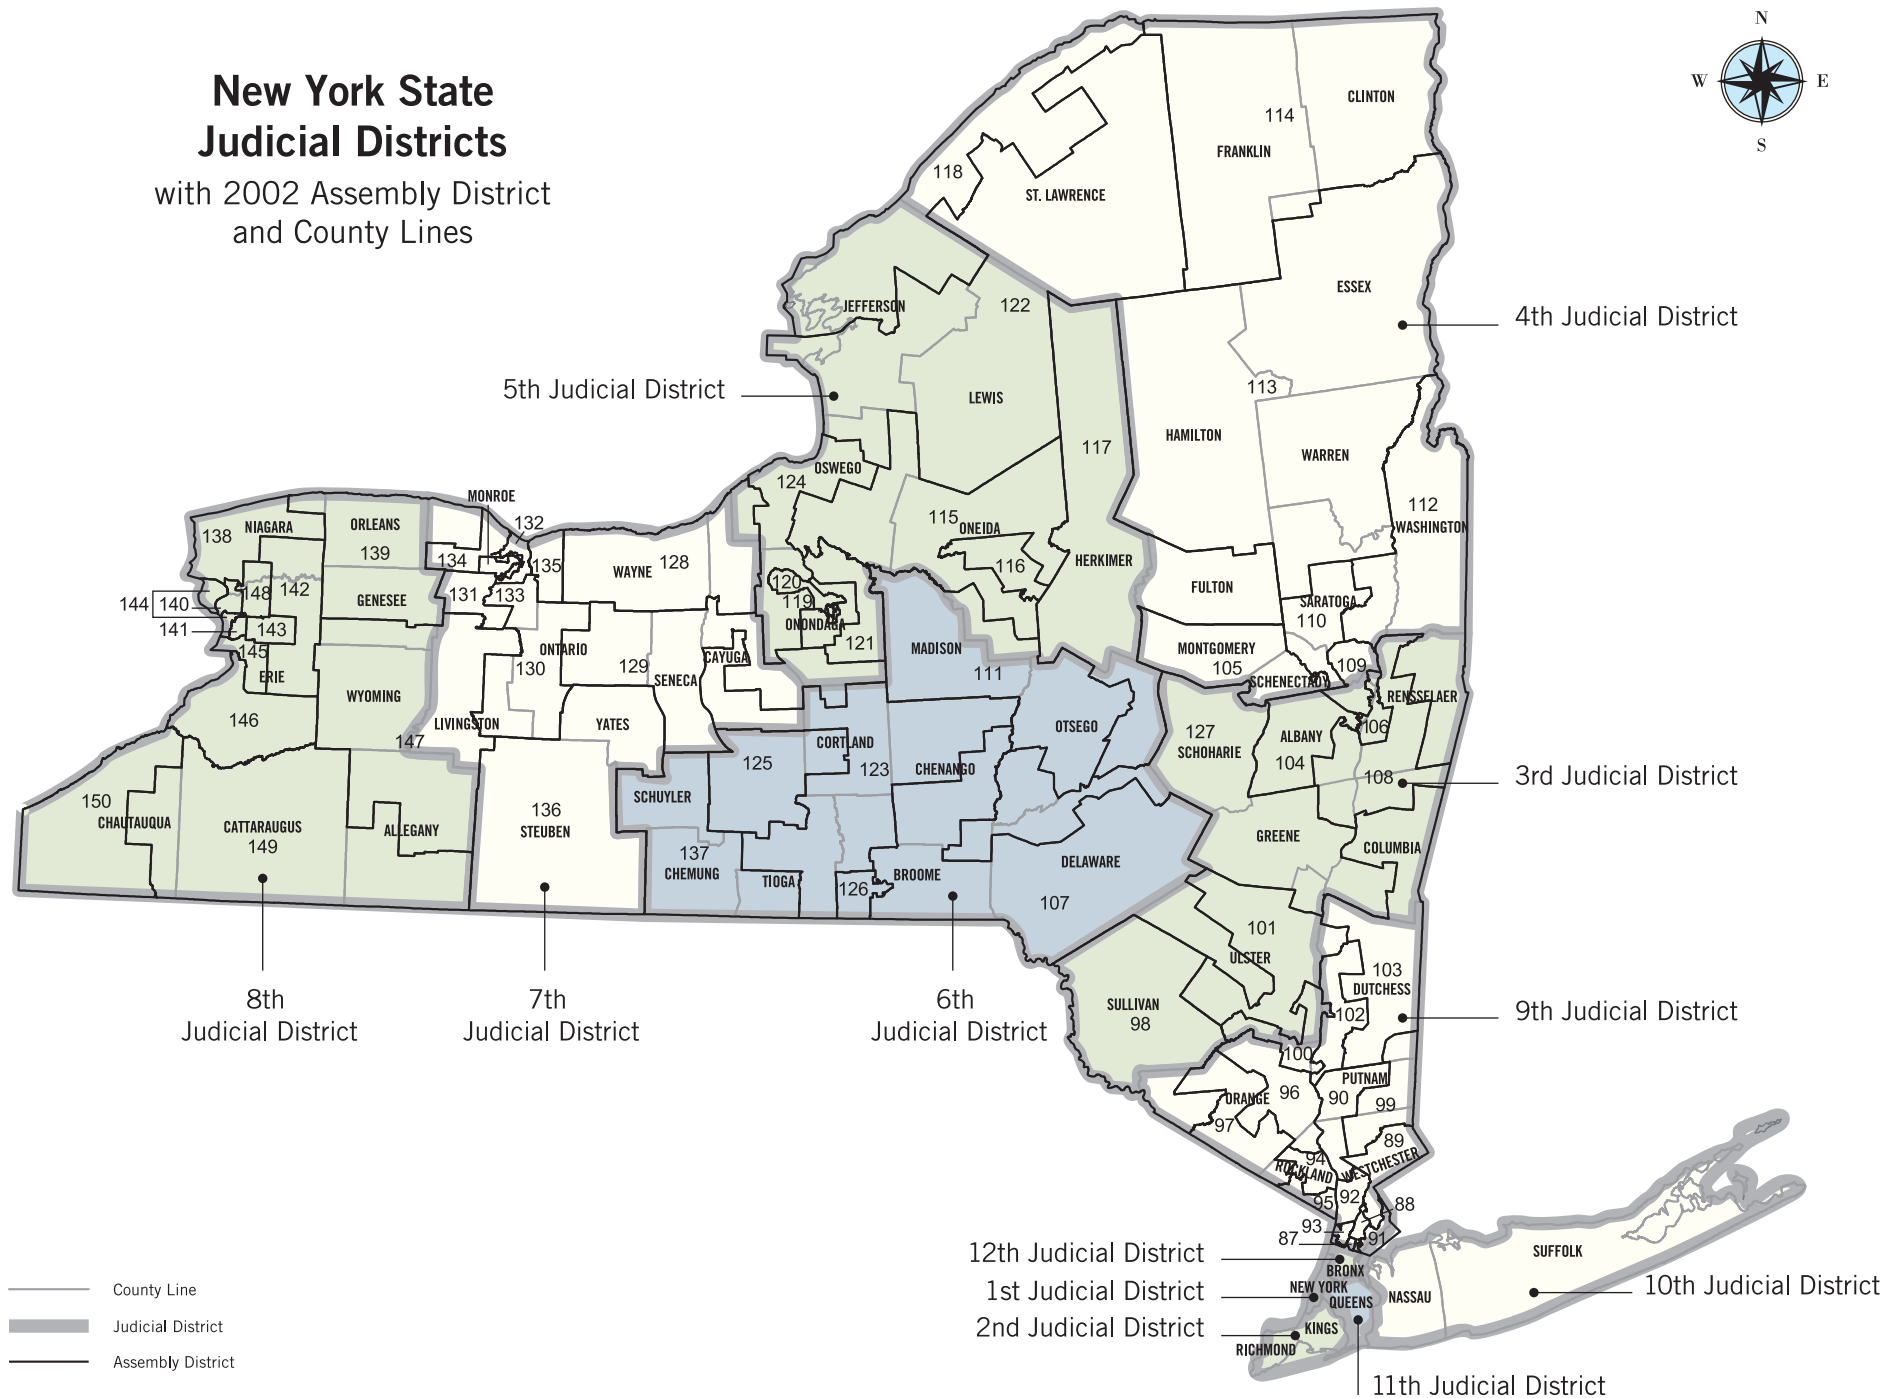 New York State
Judicial Districts
with 2002 Assembly District
and County Lines
N
W
E
S
CLINTON
114
FRANKLIN
118
ST. LAWRENCE
ESSEX
122
JEFFERSON
4th Judicial District
5th Judicial District
113
LEWIS
HAMILTON
117
WARREN
OSWEGO
124
112
WASHINGTON
MONROE
132
138
NIAGARA
ORLEANS
139
115
ONEIDA
134
135
WAYNE
128
116
HERKIMER
120
FULTON
144
140
148
142
GENESEE
131
133
119
SARATOGA
110
141
143
ONONDAGA
121
145
ERIE
130
ONTARIO
129
CAYUGA
MADISON
111
MONTGOMERY
105
109
SENECA
SCHENECTADY
WYOMING
RENSSELAER
146
147
LIVINGSTON
YATES
OTSEGO
106
127
SCHOHARIE
ALBANY
104
CORTLAND
123
125
CHENANGO
108
3rd Judicial District
SCHUYLER
150
CHAUTAUQUA
CATTARAUGUS
149
ALLEGANY
136
STEUBEN
GREENE
COLUMBIA
137
CHEMUNG
TIOGA
126
BROOME
DELAWARE
107
101
ULSTER
103
DUTCHESS
8th
Judicial District
7th
Judicial District
6th
Judicial District
SULLIVAN
98
102
9th Judicial District
100
PUTNAM
ORANGE
96
90
99
97
89
94
ROCKLAND
WESTCHESTER
95
92
88
93
87
91
12th Judicial District
BRONX
SUFFOLK
1st Judicial District
NEW YORK
QUEENS
NASSAU
10th Judicial District
2nd Judicial District
KINGS
RICHMOND
11th Judicial District
County Line
Judicial District
Assembly District